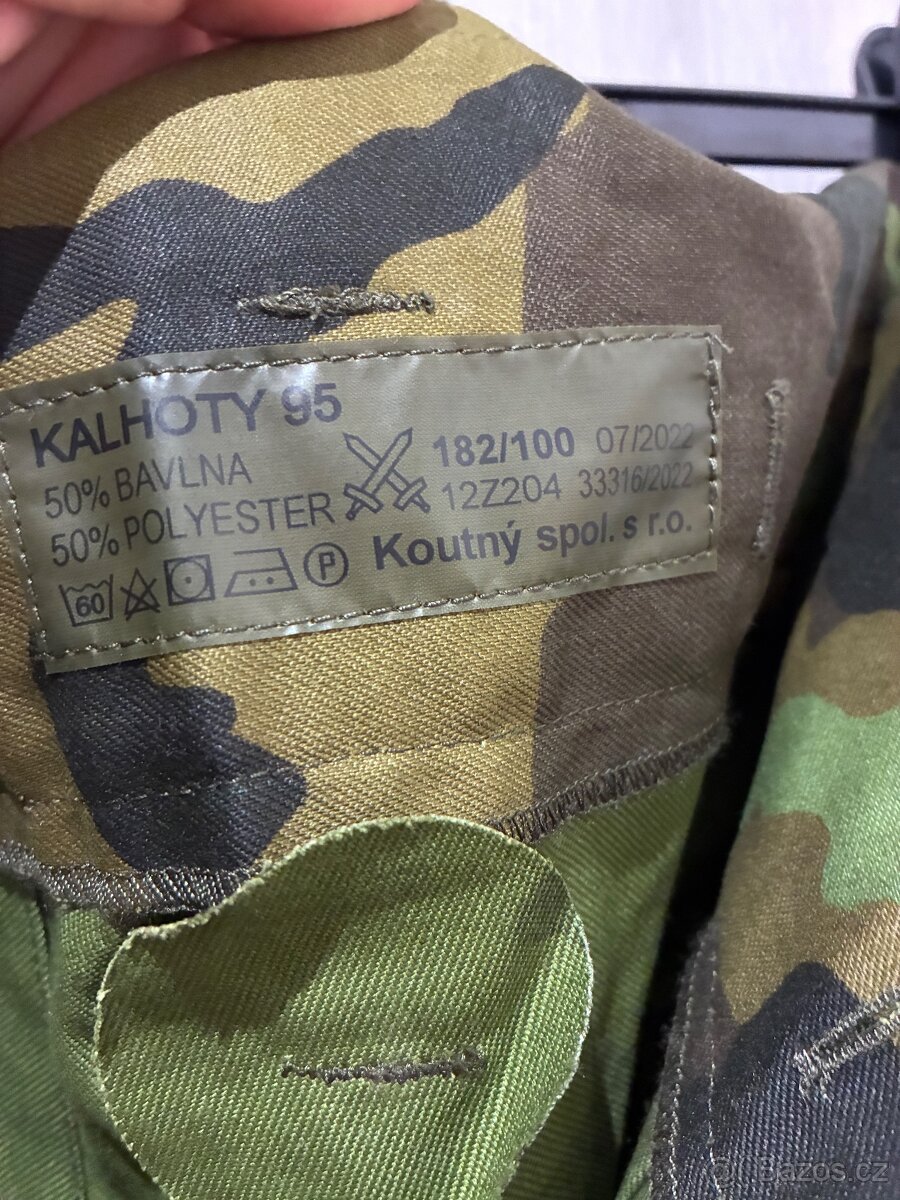 KALHOTY 95
50% BAVLNA
50% POLYESTER
182/100 07/2022
12Z204 33316/2022
Koutný spol. s r.o.
60 P
Bazos.cz